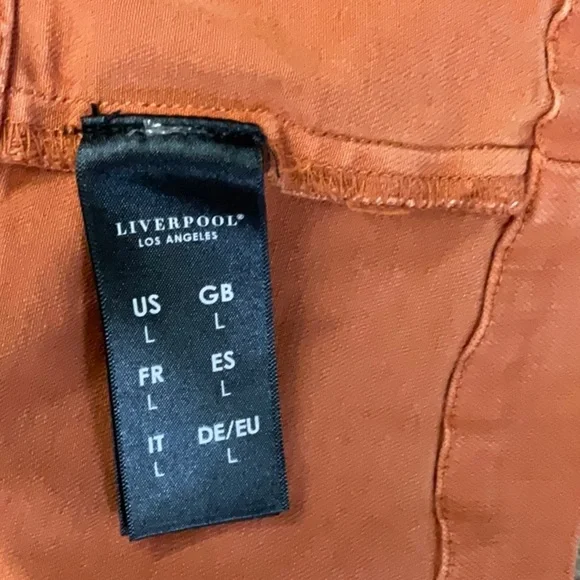 LIVERPOOL®
LOS ANGELES
US GB
L L
FR ES
L L
IT DE/EU
L L